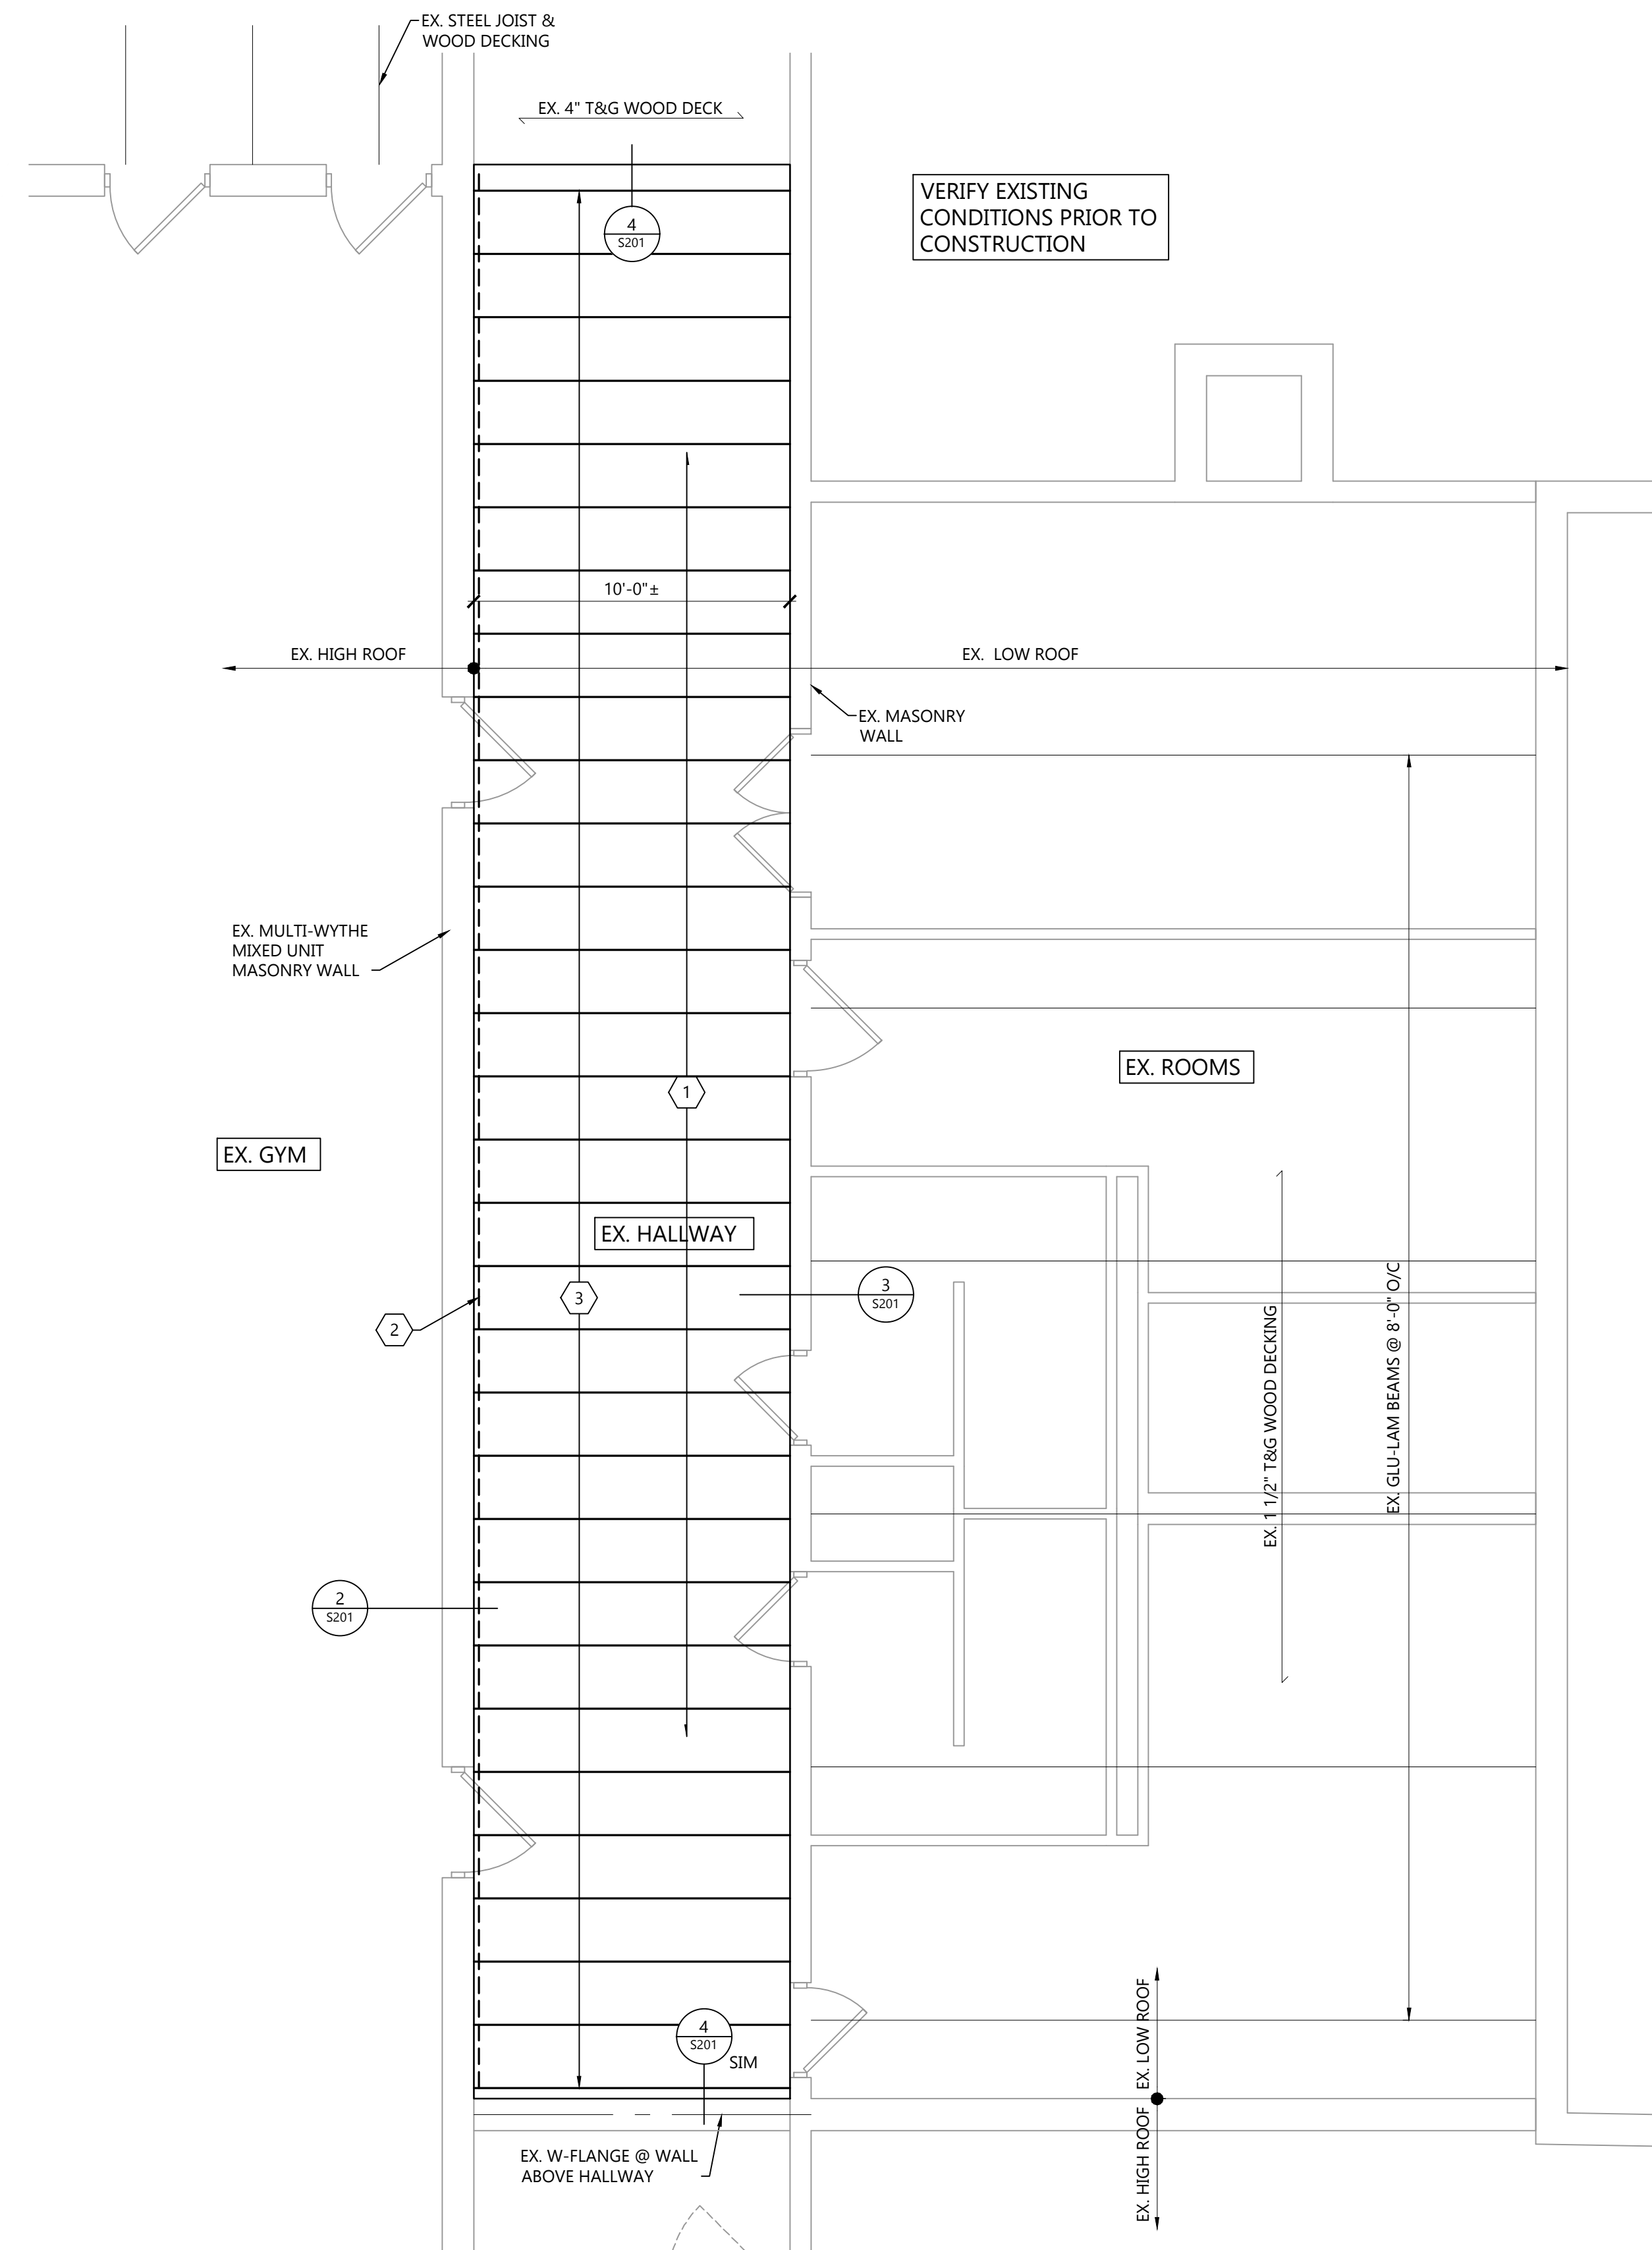 EX. STEEL JOIST &
WOOD DECKING
EX. 4" T&G WOOD DECK
4
S201
VERIFY EXISTING
CONDITIONS PRIOR TO
CONSTRUCTION
10'-0"±
EX. HIGH ROOF
EX. LOW ROOF
EX. MASONRY
WALL
EX. MULTI-WYTHE
MIXED UNIT
MASONRY WALL
EX. ROOMS
1
EX. GYM
EX. HALLWAY
3
S201
3
2
EX. 1 1/2" T&G WOOD DECKING
EX. GLU-LAM BEAMS @ 8'-0" O/C
2
S201
4
S201
SIM
EX. LOW ROOF
EX. HIGH ROOF
EX. W-FLANGE @ WALL
ABOVE HALLWAY